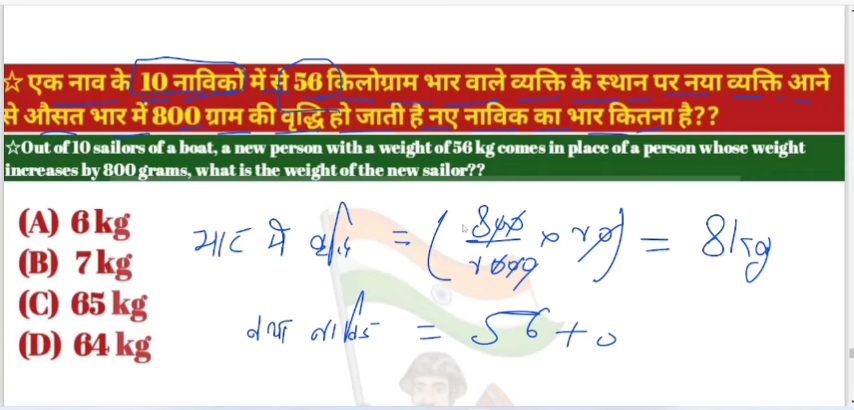 ☆ एक नाव के 10 नाविकों में से 56 किलोग्राम भार वाले व्यक्ति के स्थान पर नया व्यक्ति आने
से औसत भार में 800 ग्राम की वृद्धि हो जाती है नए नाविक का भार कितना है??
☆Out of 10 sailors of a boat, a new person with a weight of 56 kg comes in place of a person whose weight
increases by 800 grams, what is the weight of the new sailor??
(A) 6 kg
(B) 7 kg
(C) 65 kg
(D) 64 kg
भार में वृद्धि = (800/1000 × 10) = 8kg
नया नाविक = 56 +